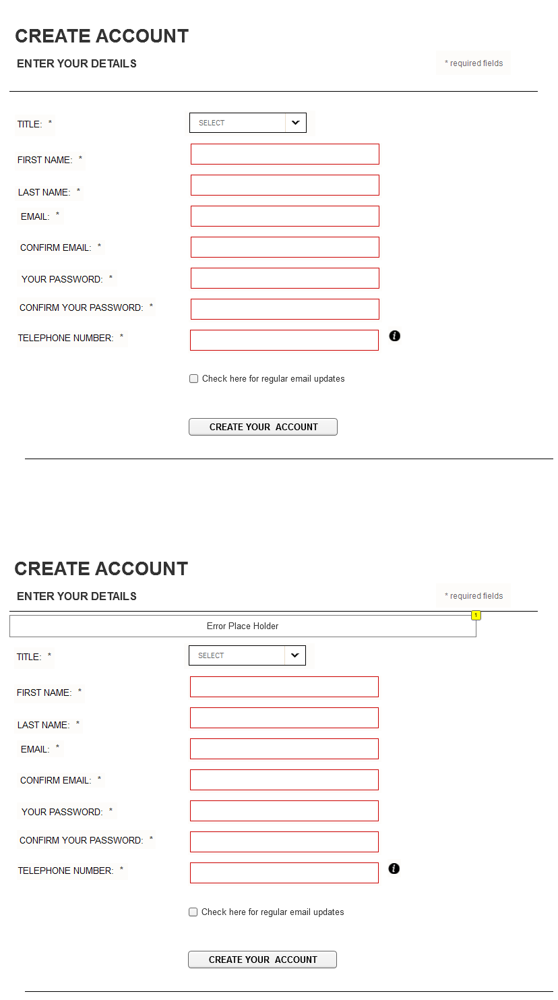 CREATE ACCOUNT
ENTER YOUR DETAILS
* required fields
TITLE: *
SELECT
FIRST NAME: *
LAST NAME: *
EMAIL: *
CONFIRM EMAIL: *
YOUR PASSWORD: *
CONFIRM YOUR PASSWORD: *
TELEPHONE NUMBER: *
i
Check here for regular email updates
CREATE YOUR  ACCOUNT
CREATE ACCOUNT
ENTER YOUR DETAILS
* required fields
1
Error Place Holder
TITLE: *
SELECT
FIRST NAME: *
LAST NAME: *
EMAIL: *
CONFIRM EMAIL: *
YOUR PASSWORD: *
CONFIRM YOUR PASSWORD: *
TELEPHONE NUMBER: *
i
Check here for regular email updates
CREATE YOUR  ACCOUNT